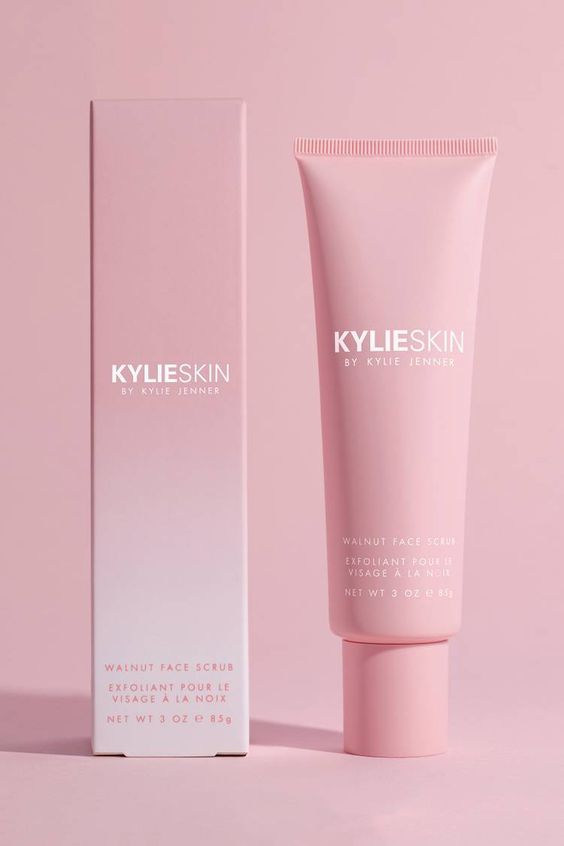 KYLIESKIN
BY KYLIE JENNER
WALNUT FACE SCRUB
EXFOLIANT POUR LE
VISAGE À LA NOIX
NET WT 3 OZ ℮ 85g
KYLIESKIN
BY KYLIE JENNER
WALNUT FACE SCRUB
EXFOLIANT POUR LE
VISAGE À LA NOIX
NET WT 3 OZ ℮ 85g